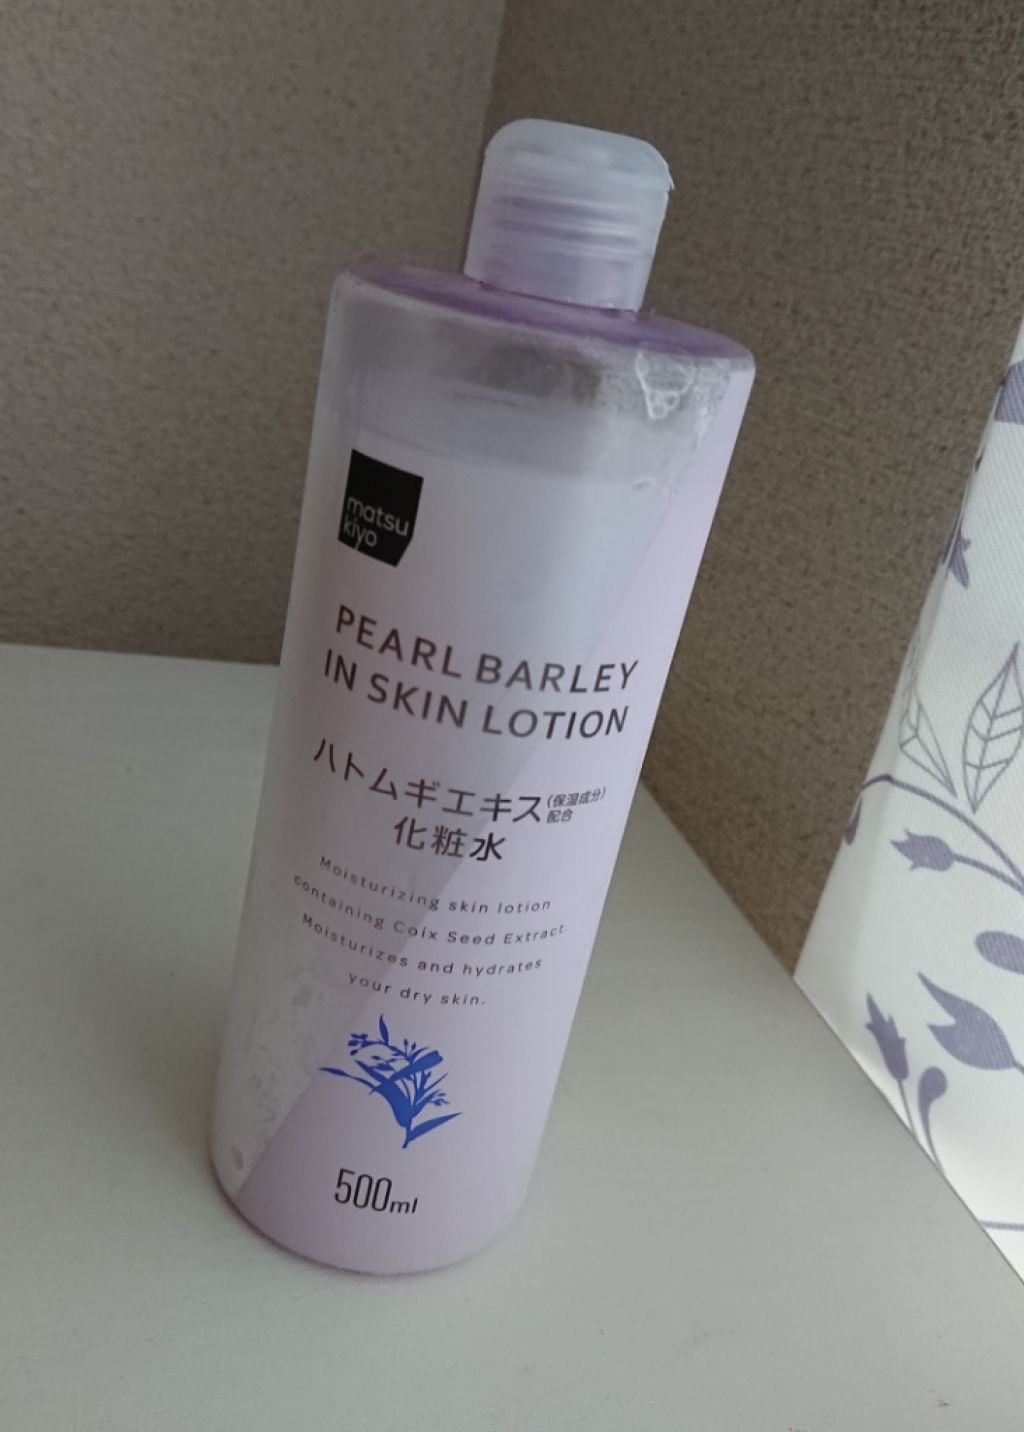 matsu
kiyo
PEARL BARLEY
IN SKIN LOTION
ハトムギエキス(保湿成分)
配合
化粧水
Moisturizing skin lotion
containing Coix Seed Extract.
Moisturizes and hydrates
your dry skin.
500ml